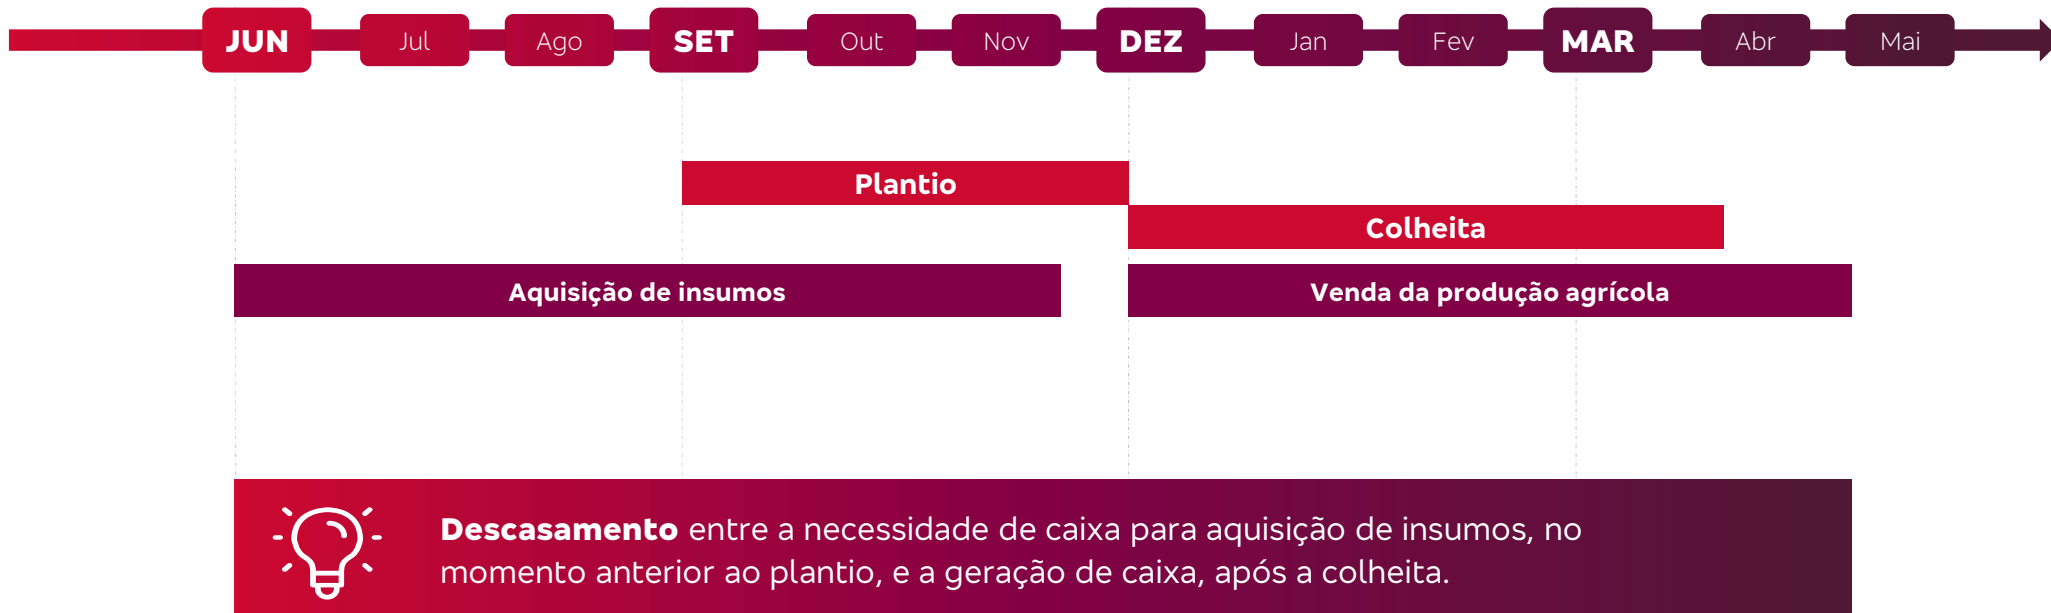 JUN Jul Ago SET Out Nov DEZ Jan Fev MAR Abr Mai
Plantio
Colheita
Aquisição de insumos Venda da produção agrícola
Descasamento entre a necessidade de caixa para aquisição de insumos, no
momento anterior ao plantio, e a geração de caixa, após a colheita.